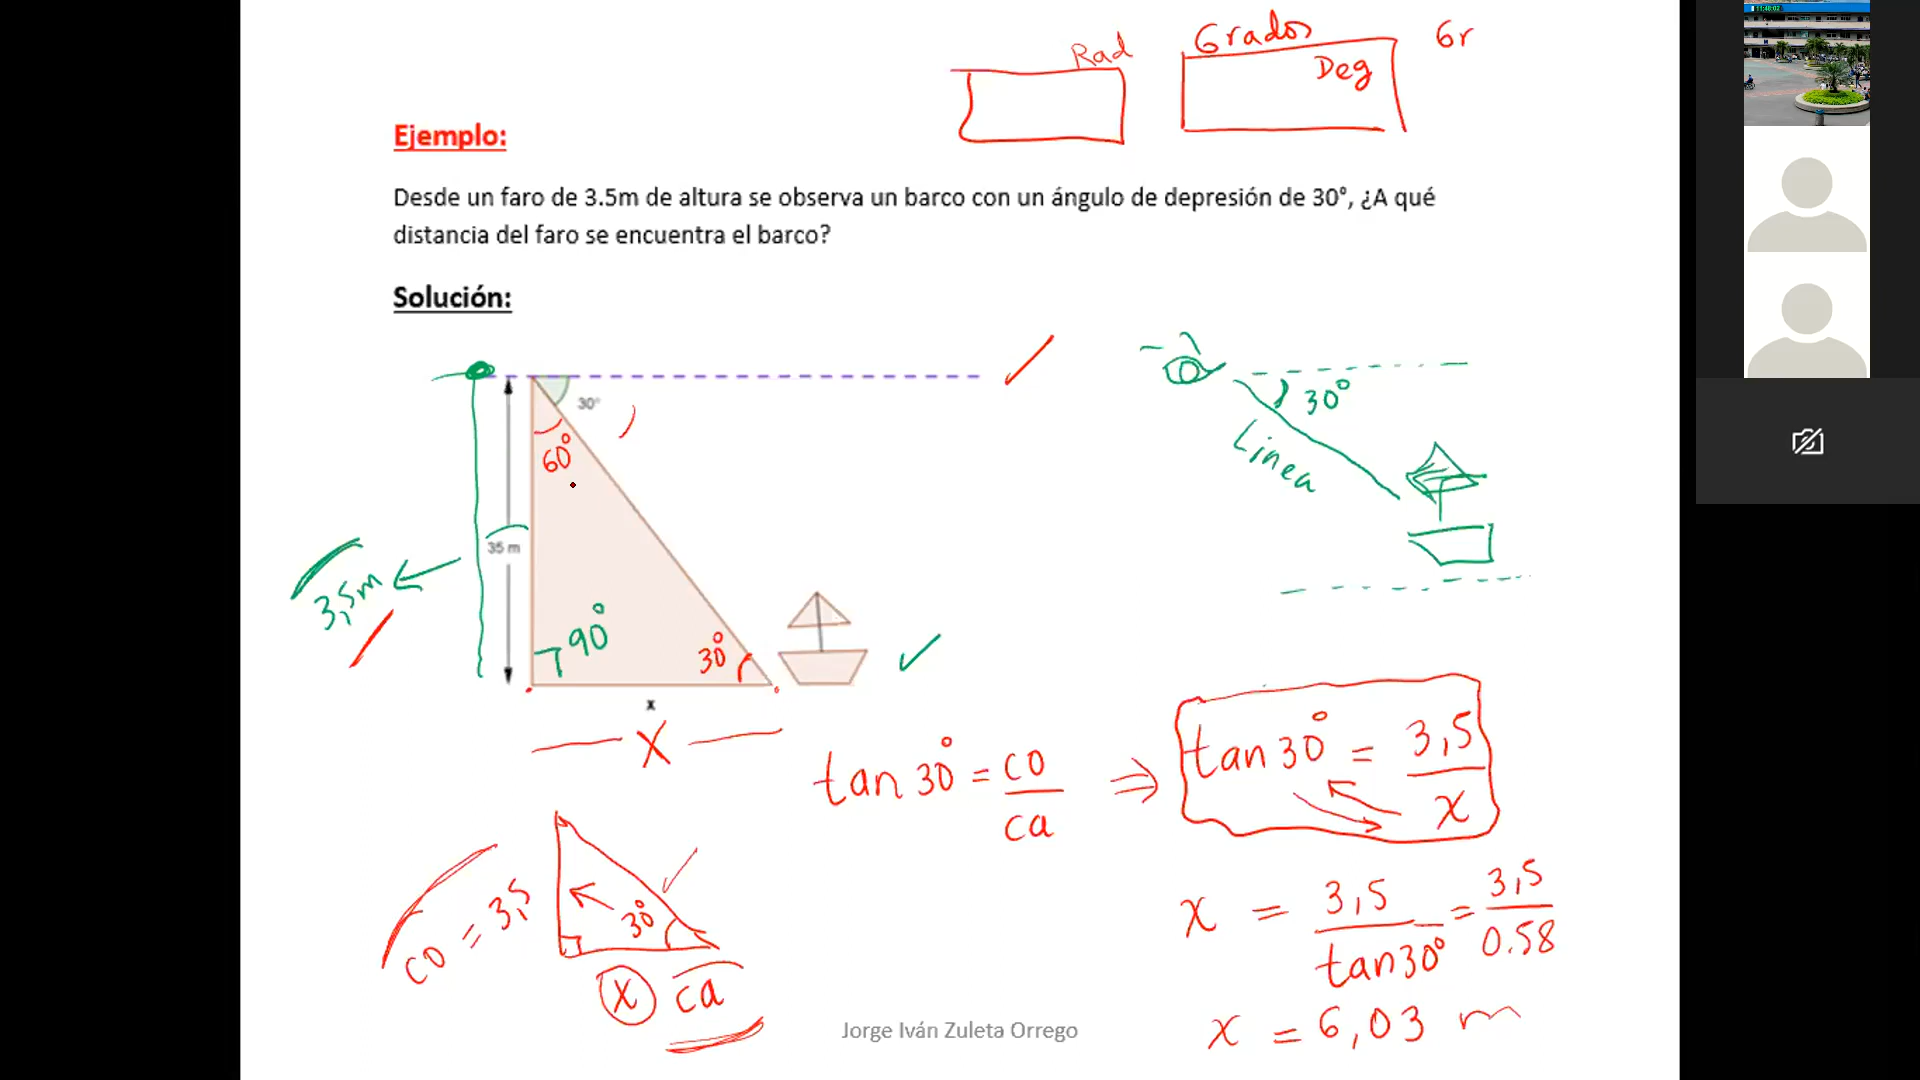 Rad
Grados
Deg
Gr
Ejemplo:
Desde un faro de 3.5m de altura se observa un barco con un ángulo de depresión de 30°, ¿A qué
distancia del faro se encuentra el barco?
Solución:
30°
60°
35 m
3,5m
90°
30°
x
X
30°
Linea
tan 30° = co/ca ⇒ tan 30° = 3,5/x
co = 3,5
30°
x ca
x = 3,5/tan30° = 3,5/0.58
x = 6,03 m
Jorge Iván Zuleta Orrego
11:40:02